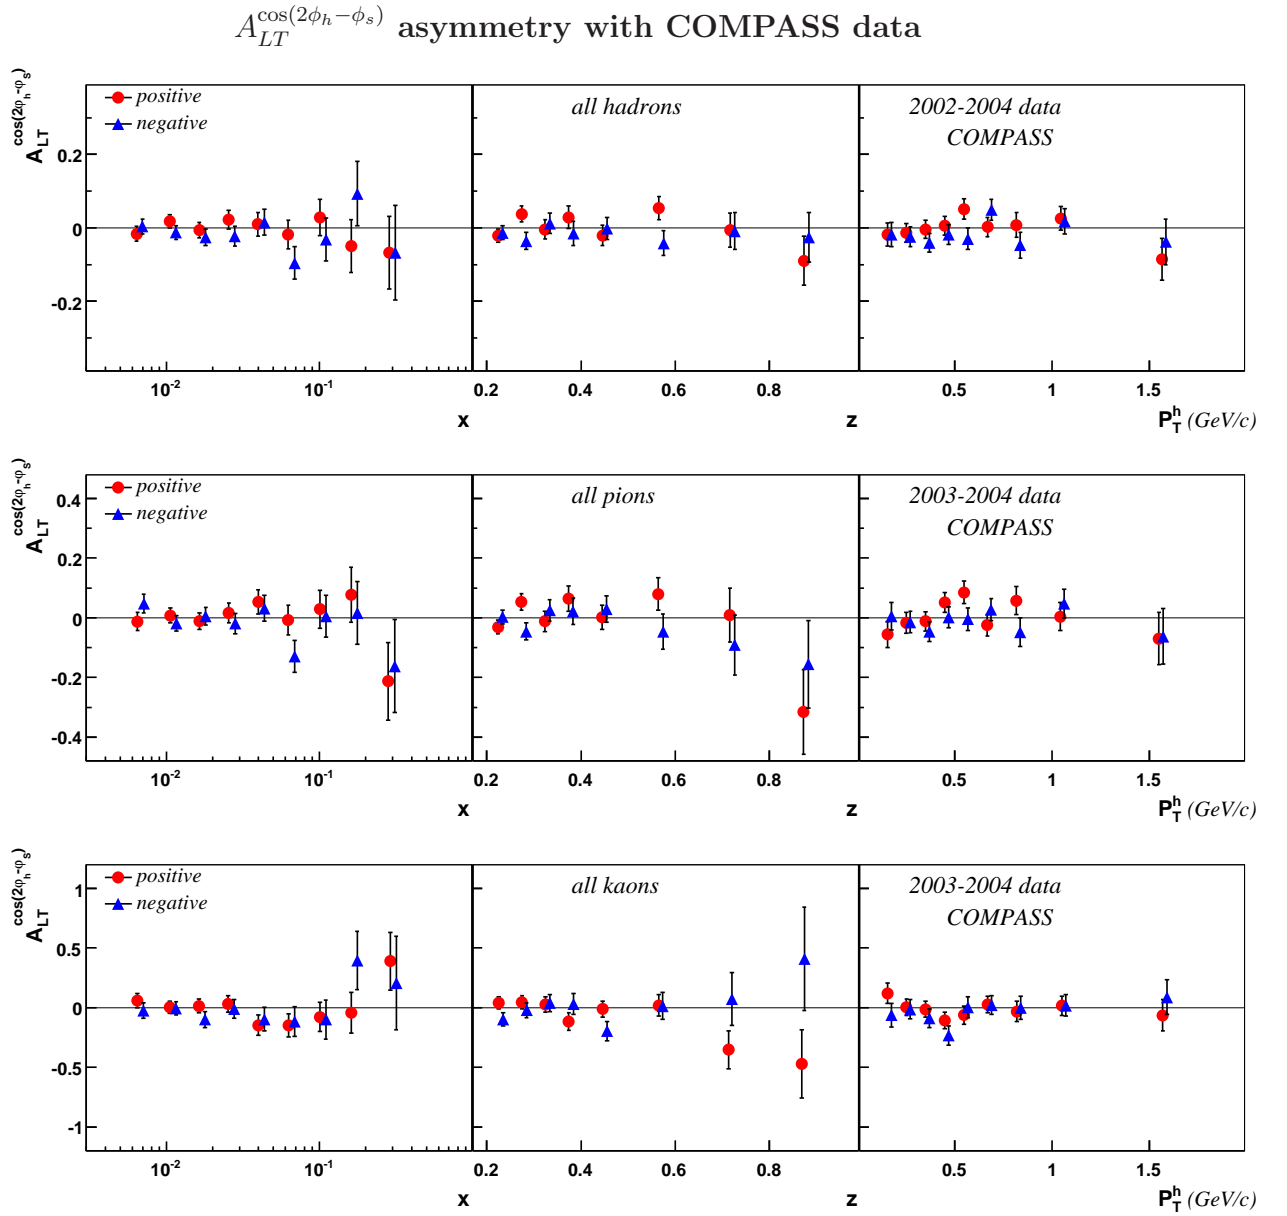 A_{LT}^{cos(2ϕ_h−ϕ_s)} asymmetry with COMPASS data
A_{LT}^{cos(2φ_h-φ_S)}
positive
negative
all hadrons
2002-2004 data
COMPASS
0.2
0
-0.2
10^{-2} 10^{-1} 0.2 0.4 0.6 0.8 0.5 1 1.5
x z P_T^h (GeV/c)
A_{LT}^{cos(2φ_h-φ_S)}
positive
negative
all pions
2003-2004 data
COMPASS
0.4
0.2
0
-0.2
-0.4
10^{-2} 10^{-1} 0.2 0.4 0.6 0.8 0.5 1 1.5
x z P_T^h (GeV/c)
A_{LT}^{cos(2φ_h-φ_S)}
positive
negative
all kaons
2003-2004 data
COMPASS
1
0.5
0
-0.5
-1
10^{-2} 10^{-1} 0.2 0.4 0.6 0.8 0.5 1 1.5
x z P_T^h (GeV/c)